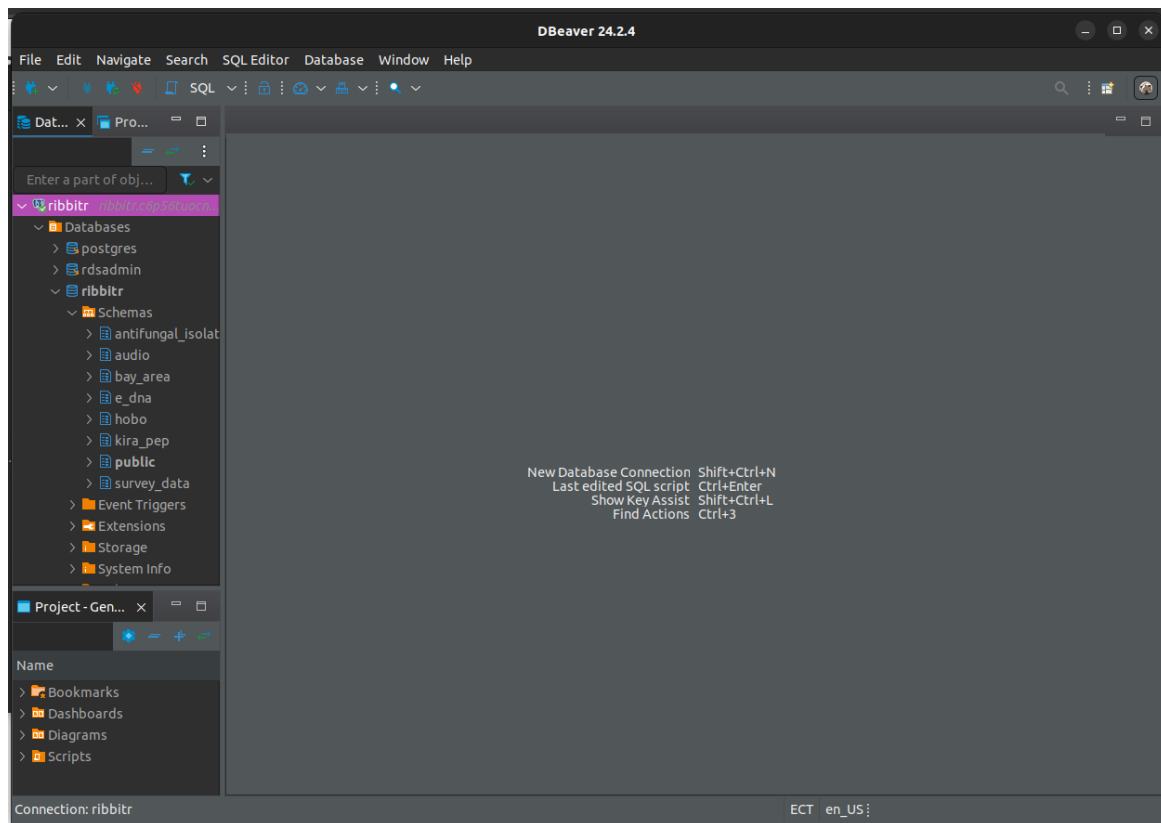 DBeaver 24.2.4
File Edit Navigate Search SQL Editor Database Window Help
SQL
Dat... Pro...
Enter a part of obj...
ribbitr ribbitr.c6p56tuocn...
Databases
postgres
rdsadmin
ribbitr
Schemas
antifungal_isolat
audio
bay_area
e_dna
hobo
kira_pep
public
survey_data
Event Triggers
Extensions
Storage
System Info
New Database Connection Shift+Ctrl+N
Last edited SQL script Ctrl+Enter
Show Key Assist Shift+Ctrl+L
Find Actions Ctrl+3
Project - Gen...
Name
Bookmarks
Dashboards
Diagrams
Scripts
Connection: ribbitr ECT en_US